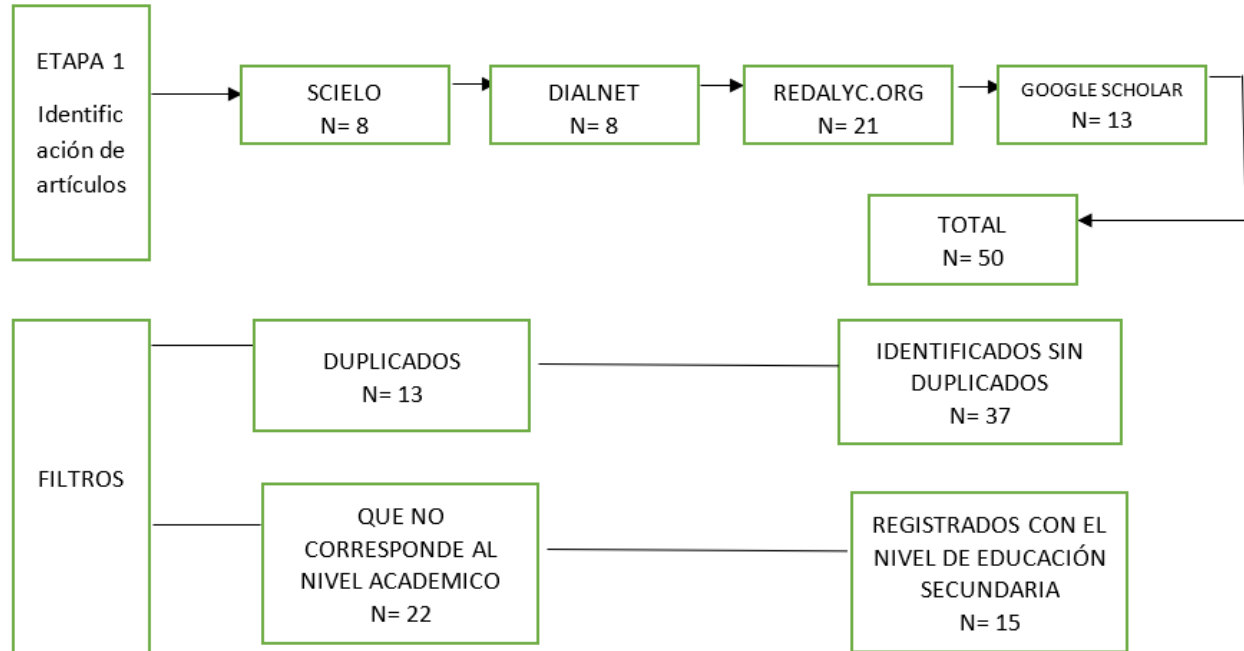 ETAPA 1
Identific
ación de
artículos
SCIELO
N= 8
DIALNET
N= 8
REDALYC.ORG
N= 21
GOOGLE SCHOLAR
N= 13
TOTAL
N= 50
FILTROS
DUPLICADOS
N= 13
IDENTIFICADOS SIN
DUPLICADOS
N= 37
QUE NO
CORRESPONDE AL
NIVEL ACADEMICO
N= 22
REGISTRADOS CON EL
NIVEL DE EDUCACIÓN
SECUNDARIA
N= 15